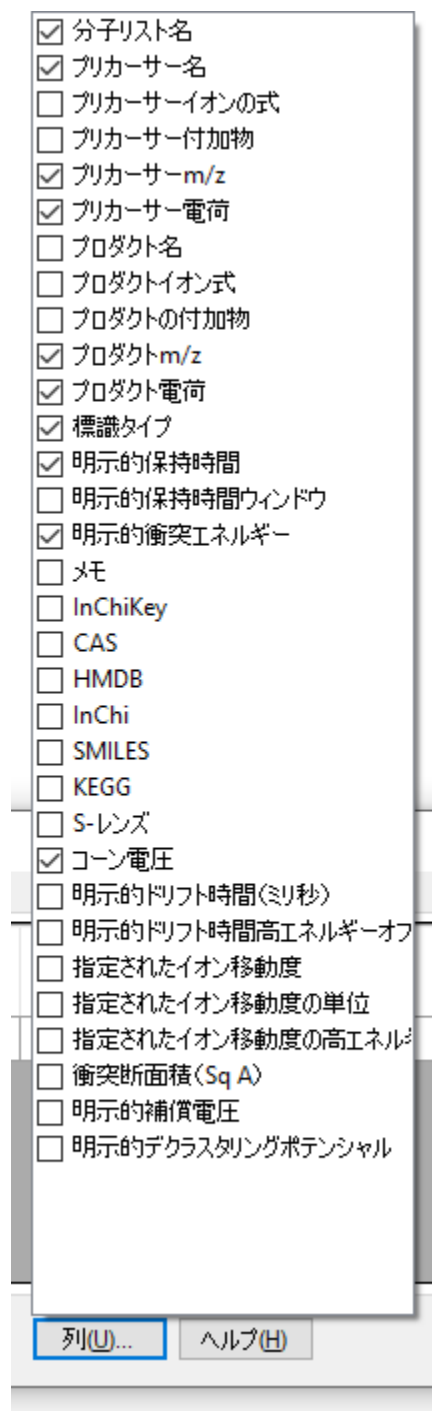 分子リスト名
プリカーサー名
プリカーサーイオンの式
プリカーサー付加物
プリカーサーm/z
プリカーサー電荷
プロダクト名
プロダクトイオン式
プロダクトの付加物
プロダクトm/z
プロダクト電荷
標識タイプ
明示的保持時間
明示的保持時間ウィンドウ
明示的衝突エネルギー
メモ
InChiKey
CAS
HMDB
InChi
SMILES
KEGG
S-レンズ
コーン電圧
明示的ドリフト時間(ミリ秒)
明示的ドリフト時間高エネルギーオフ
指定されたイオン移動度
指定されたイオン移動度の単位
指定されたイオン移動度の高エネル
衝突断面積(Sq A)
明示的補償電圧
明示的デクラスタリングポテンシャル
列(U)... ヘルプ(H)